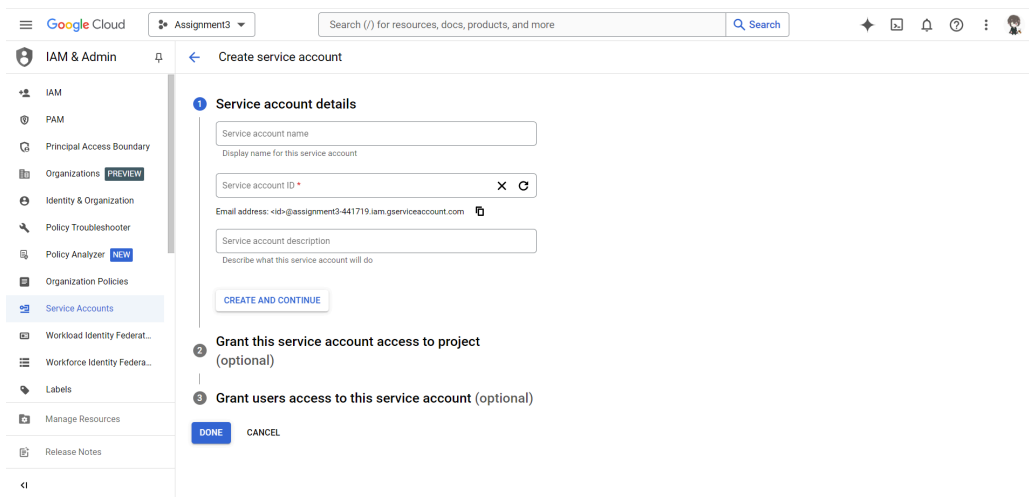 Google Cloud
Assignment3
Search (/) for resources, docs, products, and more
Search
IAM & Admin
Create service account
IAM
PAM
Principal Access Boundary
Organizations PREVIEW
Identity & Organization
Policy Troubleshooter
Policy Analyzer NEW
Organization Policies
Service Accounts
Workload Identity Federat...
Workforce Identity Federa...
Labels
Manage Resources
Release Notes
1 Service account details
Service account name
Display name for this service account
Service account ID *
Email address: <id>@assignment3-441719.iam.gserviceaccount.com
Service account description
Describe what this service account will do
CREATE AND CONTINUE
2 Grant this service account access to project
(optional)
3 Grant users access to this service account (optional)
DONE CANCEL